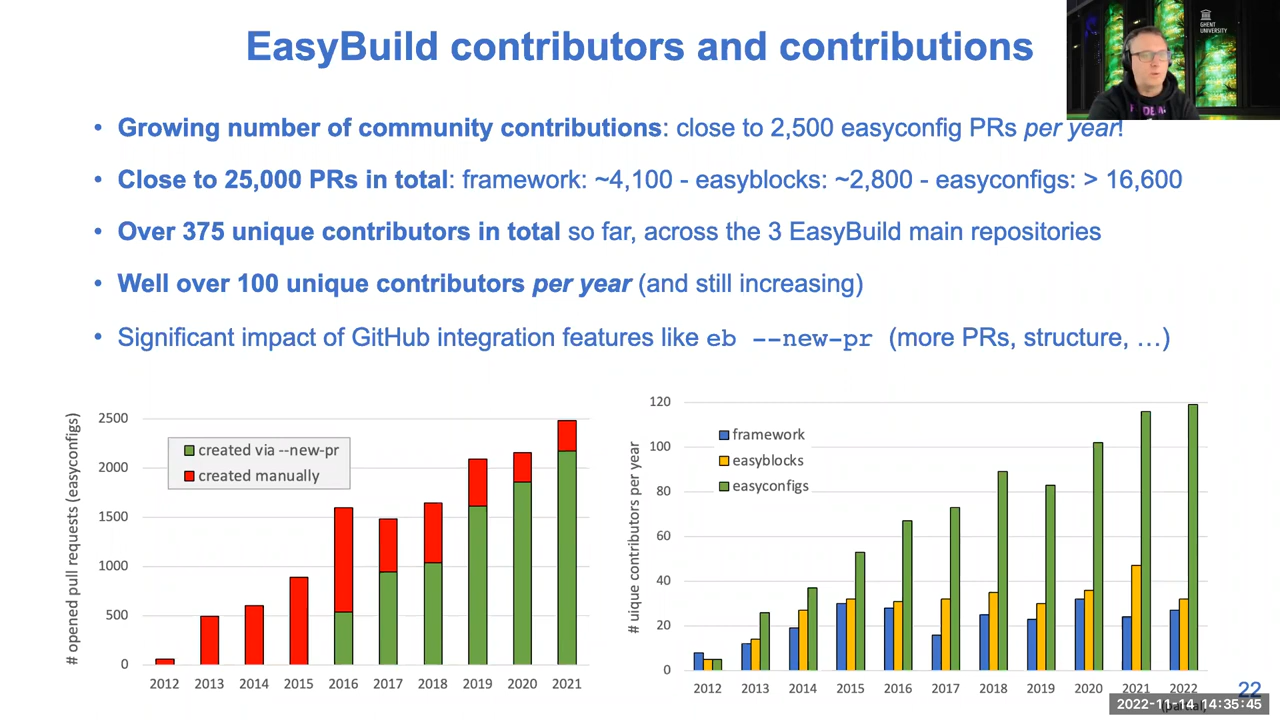 EasyBuild contributors and contributions
GHENT
UNIVERSITY
• Growing number of community contributions: close to 2,500 easyconfig PRs per year!
• Close to 25,000 PRs in total: framework: ~4,100 - easyblocks: ~2,800 - easyconfigs: > 16,600
• Over 375 unique contributors in total so far, across the 3 EasyBuild main repositories
• Well over 100 unique contributors per year (and still increasing)
• Significant impact of GitHub integration features like eb --new-pr (more PRs, structure, …)
# opened pull requests (easyconfigs)
2500
2000
1500
1000
500
0
created via --new-pr
created manually
2012 2013 2014 2015 2016 2017 2018 2019 2020 2021
# uique contributors per year
120
100
80
60
40
20
0
framework
easyblocks
easyconfigs
2012 2013 2014 2015 2016 2017 2018 2019 2020 2021 2022
(partial)
22
2022-11-14 14:35:45